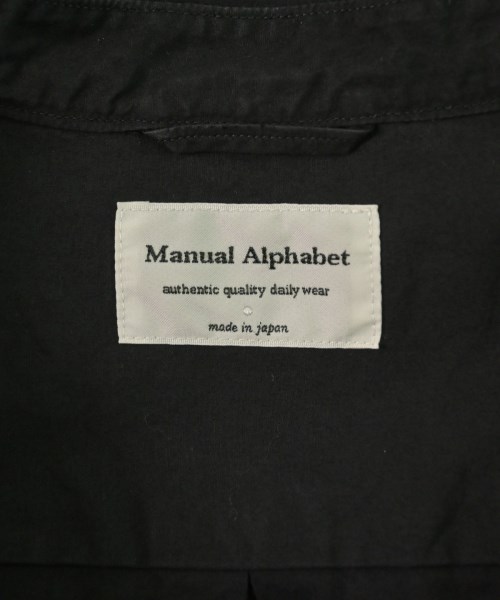 Manual Alphabet
authentic quality daily wear
made in japan